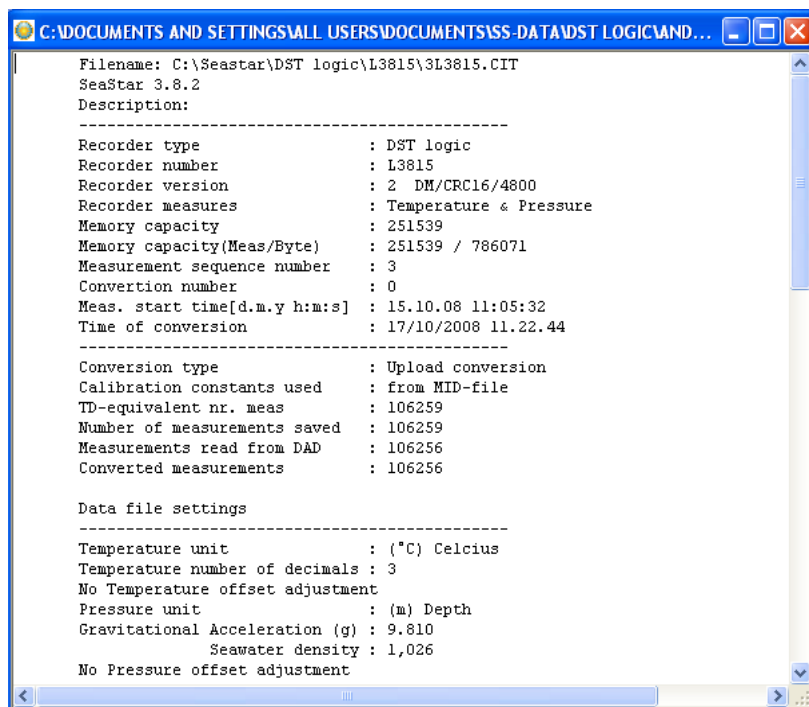 C:\DOCUMENTS AND SETTINGS\ALL USERS\DOCUMENTS\SS-DATA\DST LOGIC\AND...
Filename: C:\Seastar\DST logic\L3815\3L3815.CIT
SeaStar 3.8.2
Description:
----------------------------------------------
Recorder type : DST logic
Recorder number : L3815
Recorder version : 2 DM/CRC16/4800
Recorder measures : Temperature & Pressure
Memory capacity : 251539
Memory capacity(Meas/Byte) : 251539 / 786071
Measurement sequence number : 3
Convertion number : 0
Meas. start time[d.m.y h:m:s] : 15.10.08 11:05:32
Time of conversion : 17/10/2008 11.22.44
----------------------------------------------
Conversion type : Upload conversion
Calibration constants used : from MID-file
TD-equivalent nr. meas : 106259
Number of measurements saved : 106259
Measurements read from DAD : 106256
Converted measurements : 106256
Data file settings
----------------------------------------------
Temperature unit : (°C) Celcius
Temperature number of decimals : 3
No Temperature offset adjustment
Pressure unit : (m) Depth
Gravitational Acceleration (g) : 9.810
Seawater density : 1,026
No Pressure offset adjustment